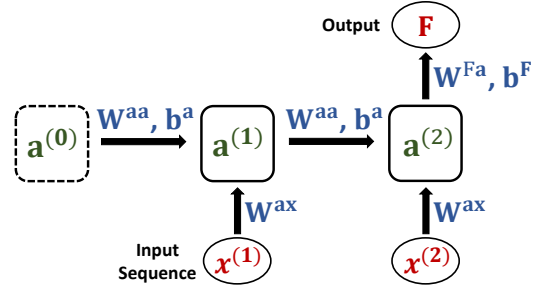 Output F
W^Fa, b^F
W^aa, b^a W^aa, b^a
a^(0) a^(1) a^(2)
W^ax W^ax
Input
Sequence x^(1) x^(2)